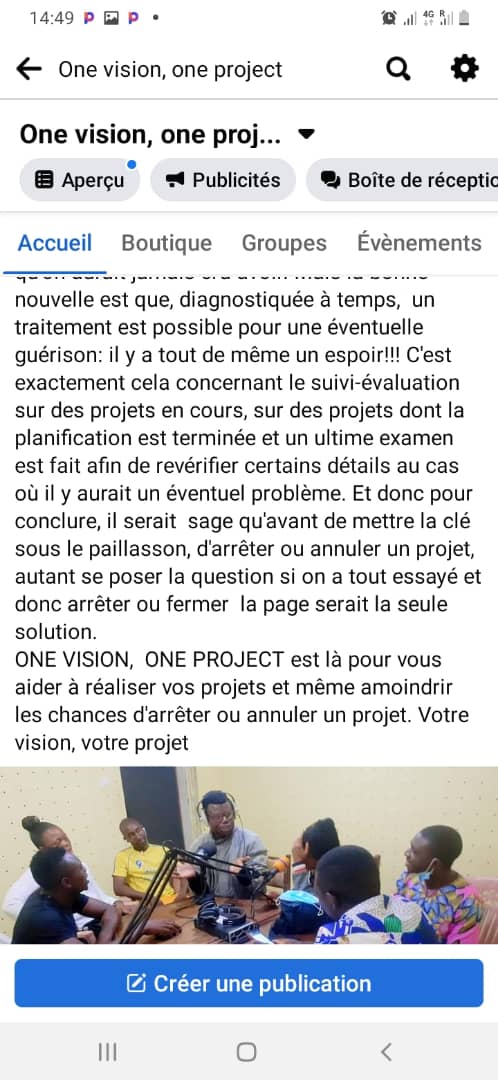 14:49
4G R
One vision, one project
One vision, one proj...
Aperçu
Publicités
Boîte de réceptio
Accueil
Boutique
Groupes
Évènements
nouvelle est que, diagnostiquée à temps,  un
traitement est possible pour une éventuelle
guérison: il y a tout de même un espoir!!! C'est
exactement cela concernant le suivi-évaluation
sur des projets en cours, sur des projets dont la
planification est terminée et un ultime examen
est fait afin de revérifier certains détails au cas
où il y aurait un éventuel problème. Et donc pour
conclure, il serait  sage qu'avant de mettre la clé
sous le paillasson, d'arrêter ou annuler un projet,
autant se poser la question si on a tout essayé et
donc arrêter ou fermer  la page serait la seule
solution.
ONE VISION,  ONE PROJECT est là pour vous
aider à réaliser vos projets et même amoindrir
les chances d'arrêter ou annuler un projet. Votre
vision, votre projet
Créer une publication